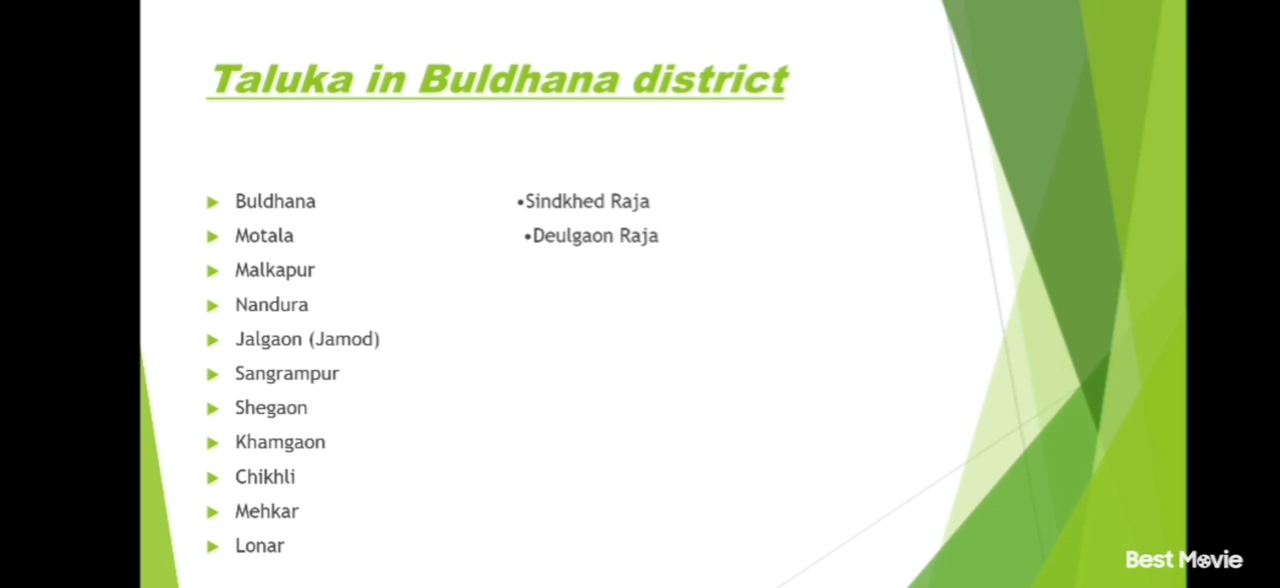 Taluka in Buldhana district
Buldhana
Motala
Malkapur
Nandura
Jalgaon (Jamod)
Sangrampur
Shegaon
Khamgaon
Chikhli
Mehkar
Lonar
•Sindkhed Raja
•Deulgaon Raja
Best Movie